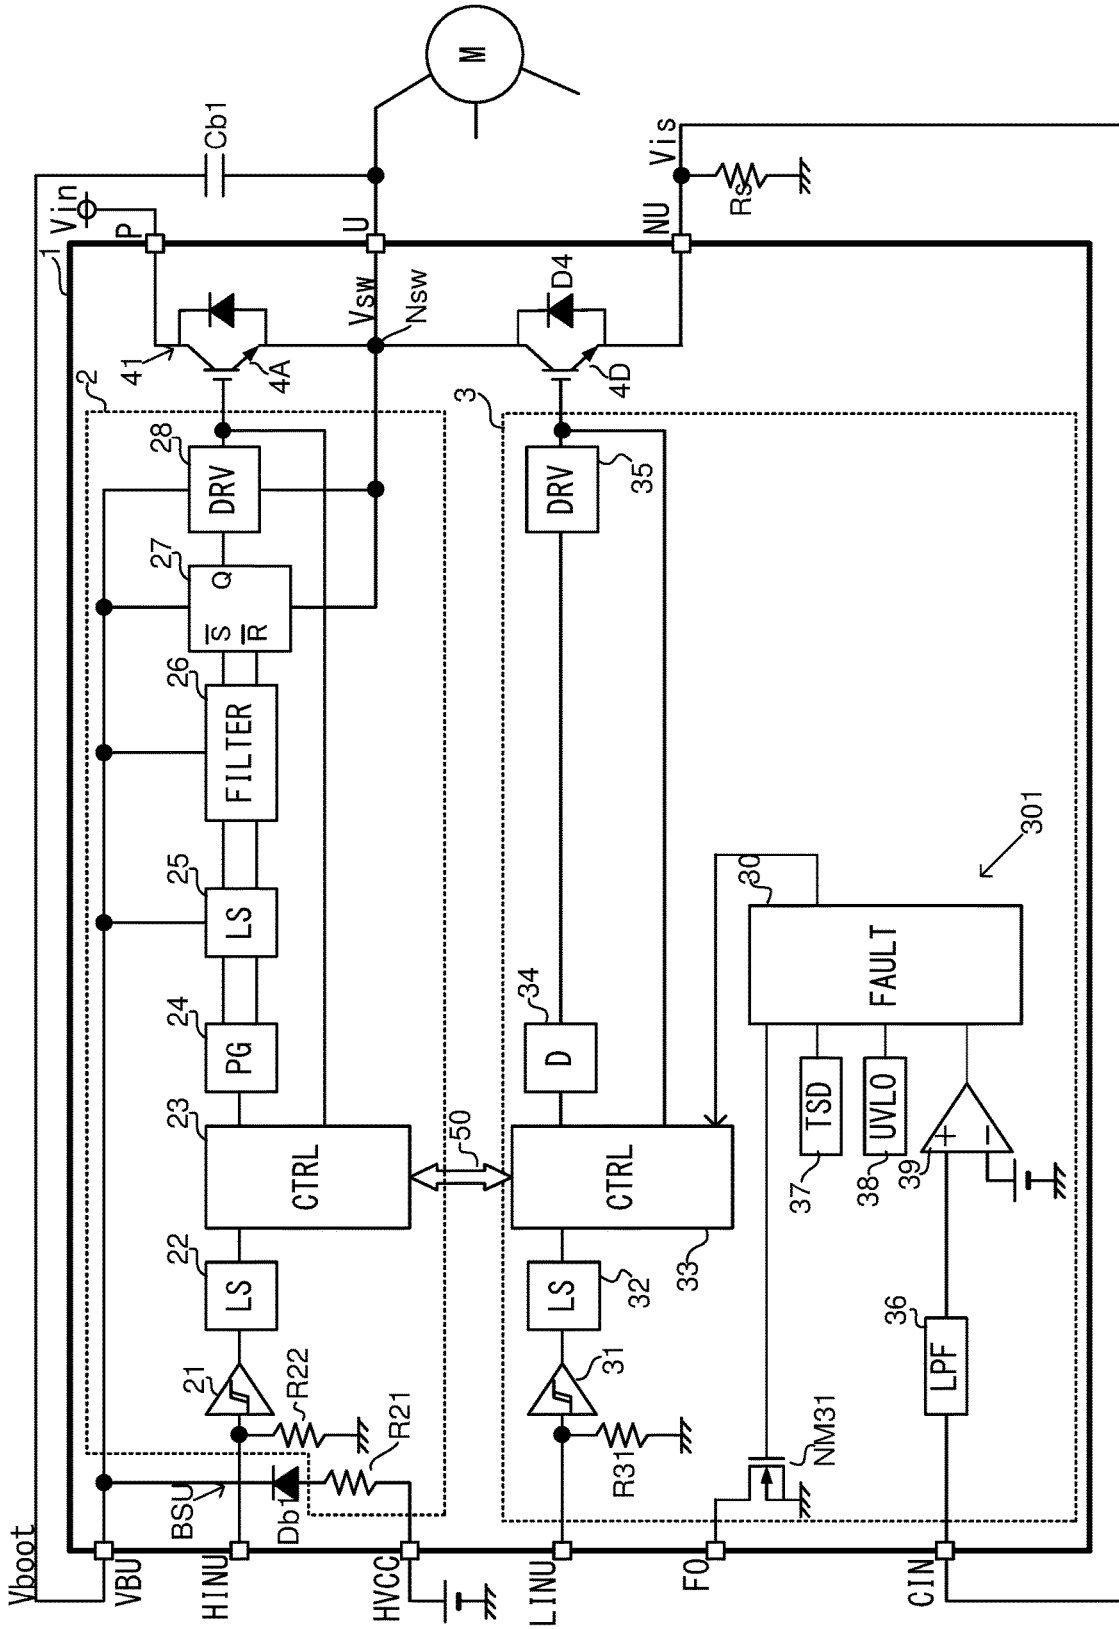 Vboot
VBU
HINU
HVCC
LINU
FO
CIN
BSU
Db1
R21
R22
21
22
LS
23
CTRL
24
PG
25
LS
26
FILTER
27
S
R
Q
28
DRV
2
1
41
4A
P
Vin
Cb1
U
Vsw
Nsw
M
50
R31
31
LS
32
CTRL
33
34
D
DRV
35
3
4D
D4
NU
Vis
Rs
NM31
LPF
36
39
+
−
TSD
37
UVLO
38
FAULT
30
301